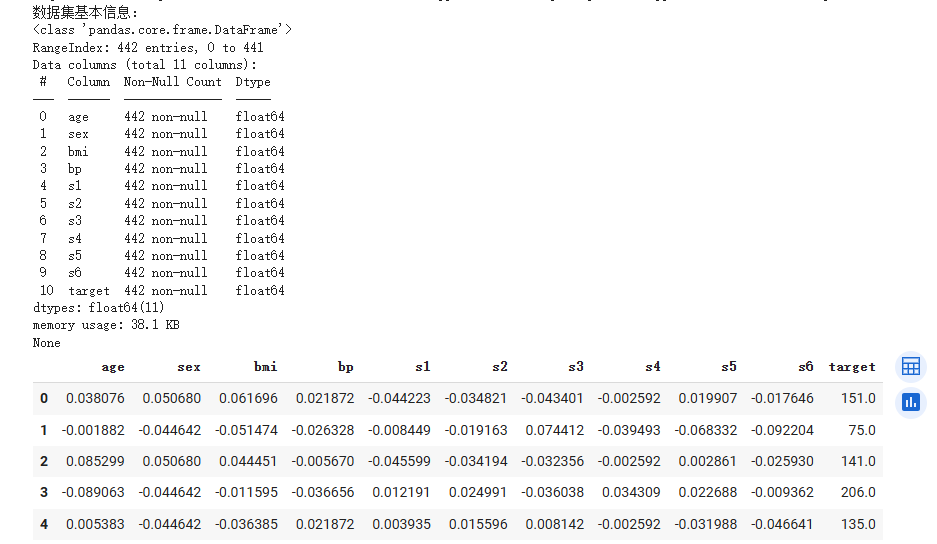 数据集基本信息：
<class 'pandas.core.frame.DataFrame'>
RangeIndex: 442 entries, 0 to 441
Data columns (total 11 columns):
# Column Non-Null Count Dtype
--- ------ -------------- -----
0 age 442 non-null float64
1 sex 442 non-null float64
2 bmi 442 non-null float64
3 bp 442 non-null float64
4 s1 442 non-null float64
5 s2 442 non-null float64
6 s3 442 non-null float64
7 s4 442 non-null float64
8 s5 442 non-null float64
9 s6 442 non-null float64
10 target 442 non-null float64
dtypes: float64(11)
memory usage: 38.1 KB
None
age sex bmi bp s1 s2 s3 s4 s5 s6 target
0 0.038076 0.050680 0.061696 0.021872 -0.044223 -0.034821 -0.043401 -0.002592 0.019907 -0.017646 151.0
1 -0.001882 -0.044642 -0.051474 -0.026328 -0.008449 -0.019163 0.074412 -0.039493 -0.068332 -0.092204 75.0
2 0.085299 0.050680 0.044451 -0.005670 -0.045599 -0.034194 -0.032356 -0.002592 0.002861 -0.025930 141.0
3 -0.089063 -0.044642 -0.011595 -0.036656 0.012191 0.024991 -0.036038 0.034309 0.022688 -0.009362 206.0
4 0.005383 -0.044642 -0.036385 0.021872 0.003935 0.015596 0.008142 -0.002592 -0.031988 -0.046641 135.0